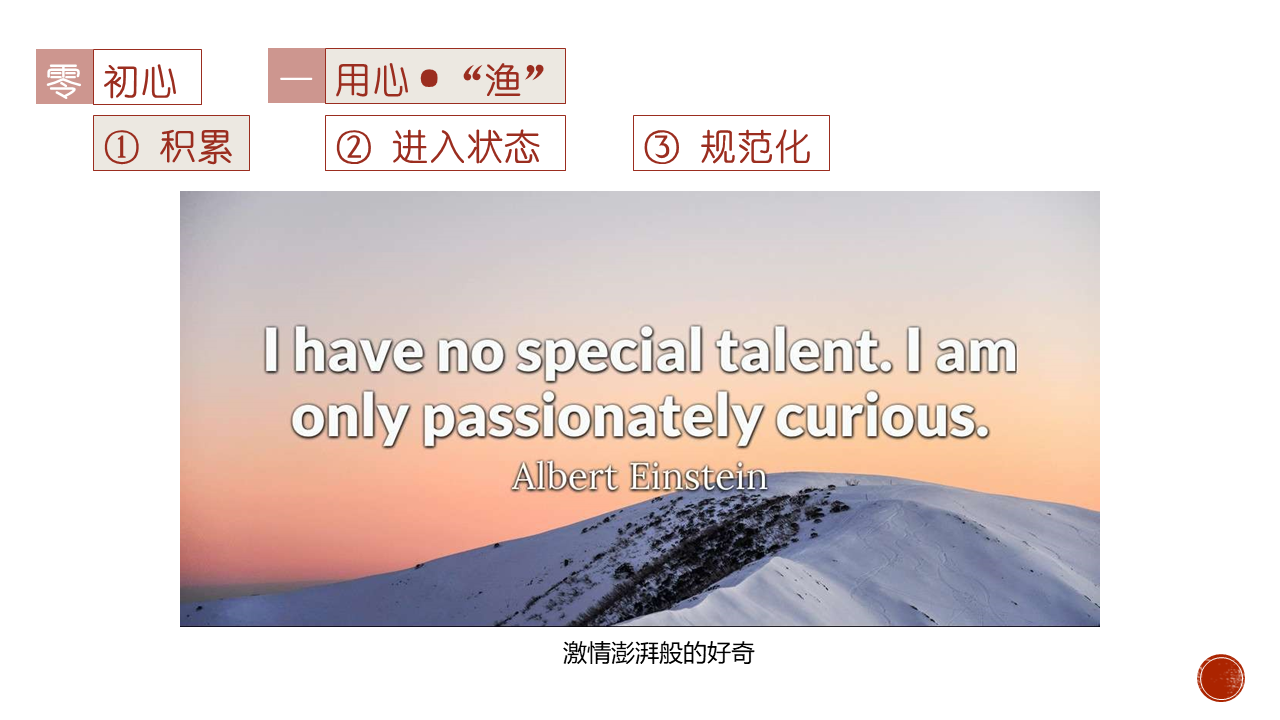 零 初心 一 用心•“渔”
① 积累 ② 进入状态 ③ 规范化
I have no special talent. I am
only passionately curious.
Albert Einstein
激情澎湃般的好奇